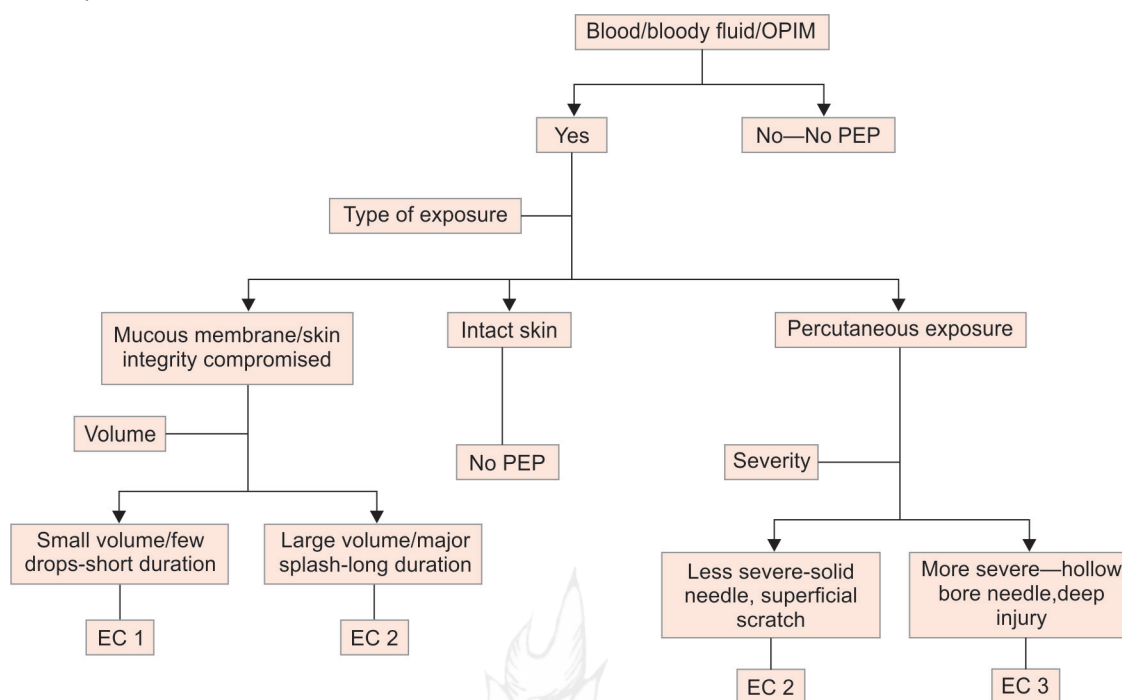 Blood/bloody fluid/OPIM
Yes
No—No PEP
Type of exposure
Mucous membrane/skin
integrity compromised
Intact skin
Percutaneous exposure
Volume
No PEP
Severity
Small volume/few
drops-short duration
Large volume/major
splash-long duration
Less severe-solid
needle, superficial
scratch
More severe—hollow
bore needle,deep
injury
EC 1
EC 2
EC 2
EC 3